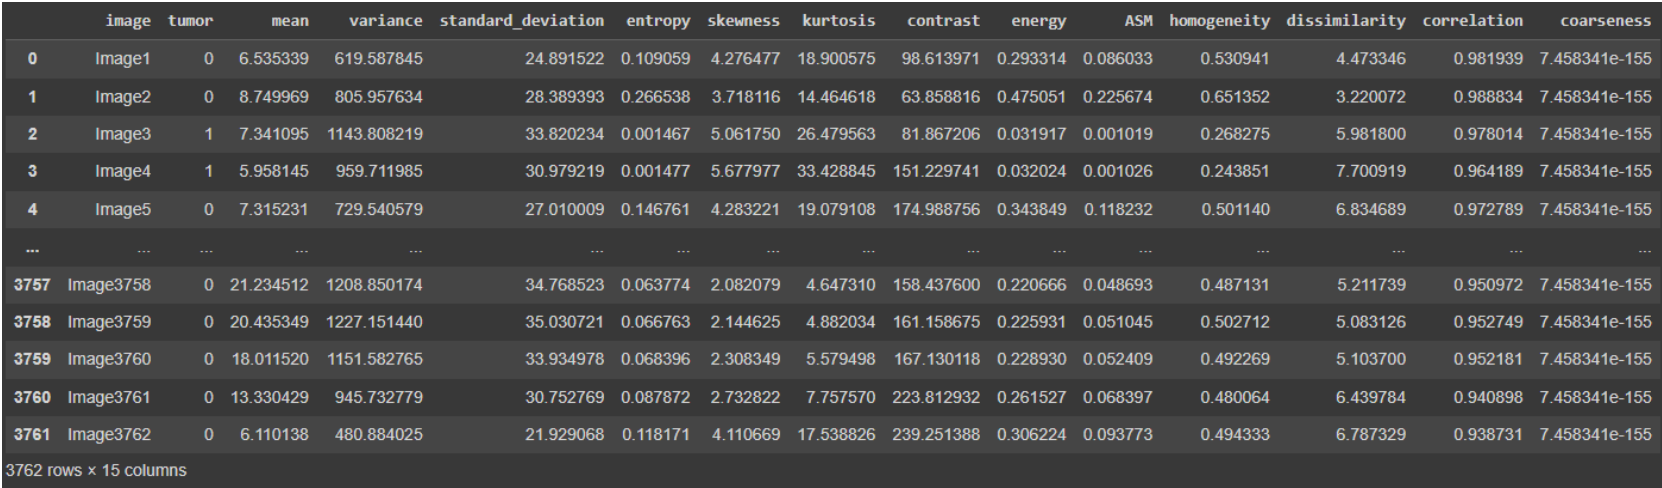 image tumor mean variance standard_deviation entropy skewness kurtosis contrast energy ASM homogeneity dissimilarity correlation coarseness
0 Image1 0 6.535339 619.587845 24.891522 0.109059 4.276477 18.900575 98.613971 0.293314 0.086033 0.530941 4.473346 0.981939 7.458341e-155
1 Image2 0 8.749969 805.957634 28.389393 0.266538 3.718116 14.464618 63.858816 0.475051 0.225674 0.651352 3.220072 0.988834 7.458341e-155
2 Image3 1 7.341095 1143.808219 33.820234 0.001467 5.061750 26.479563 81.867206 0.031917 0.001019 0.268275 5.981800 0.978014 7.458341e-155
3 Image4 1 5.958145 959.711985 30.979219 0.001477 5.677977 33.428845 151.229741 0.032024 0.001026 0.243851 7.700919 0.964189 7.458341e-155
4 Image5 0 7.315231 729.540579 27.010009 0.146761 4.283221 19.079108 174.988756 0.343849 0.118232 0.501140 6.834689 0.972789 7.458341e-155
... ... ... ... ... ... ... ... ... ... ... ... ... ... ... ...
3757 Image3758 0 21.234512 1208.850174 34.768523 0.063774 2.082079 4.647310 158.437600 0.220666 0.048693 0.487131 5.211739 0.950972 7.458341e-155
3758 Image3759 0 20.435349 1227.151440 35.030721 0.066763 2.144625 4.882034 161.158675 0.225931 0.051045 0.502712 5.083126 0.952749 7.458341e-155
3759 Image3760 0 18.011520 1151.582765 33.934978 0.068396 2.308349 5.579498 167.130118 0.228930 0.052409 0.492269 5.103700 0.952181 7.458341e-155
3760 Image3761 0 13.330429 945.732779 30.752769 0.087872 2.732822 7.757570 223.812932 0.261527 0.068397 0.480064 6.439784 0.940898 7.458341e-155
3761 Image3762 0 6.110138 480.884025 21.929068 0.118171 4.110669 17.538826 239.251388 0.306224 0.093773 0.494333 6.787329 0.938731 7.458341e-155
3762 rows × 15 columns